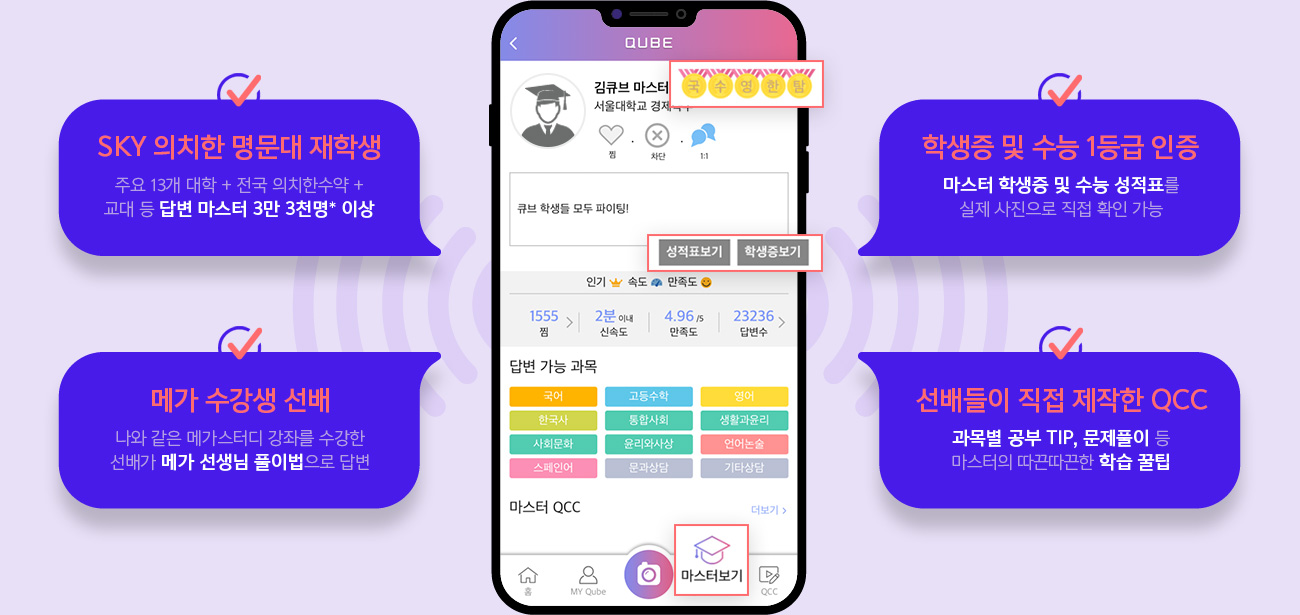 SKY 의치한 명문대 재학생
주요 13개 대학 + 전국 의치한수약 +
교대 등 답변 마스터 3만 3천명* 이상
메가 수강생 선배
나와 같은 메가스터디 강좌를 수강한
선배가 메가 선생님 풀이법으로 답변
QUBE
김큐브 마스터
국 수 영 한 탐
서울대학교 경제
찜 차단 1:1
큐브 학생들 모두 파이팅!
성적표보기 학생증보기
인기 속도 만족도
1555 2분 이내 4.96 /5 23236
찜 신속도 만족도 답변수
답변 가능 과목
국어 고등수학 영어
한국사 통합사회 생활과윤리
사회문화 윤리와사상 언어논술
스페인어 문과상담 기타상담
마스터 QCC 더보기 >
홈 MY Qube 마스터보기 QCC
학생증 및 수능 1등급 인증
마스터 학생증 및 수능 성적표를
실제 사진으로 직접 확인 가능
선배들이 직접 제작한 QCC
과목별 공부 TIP, 문제풀이 등
마스터의 따끈따끈한 학습 꿀팁